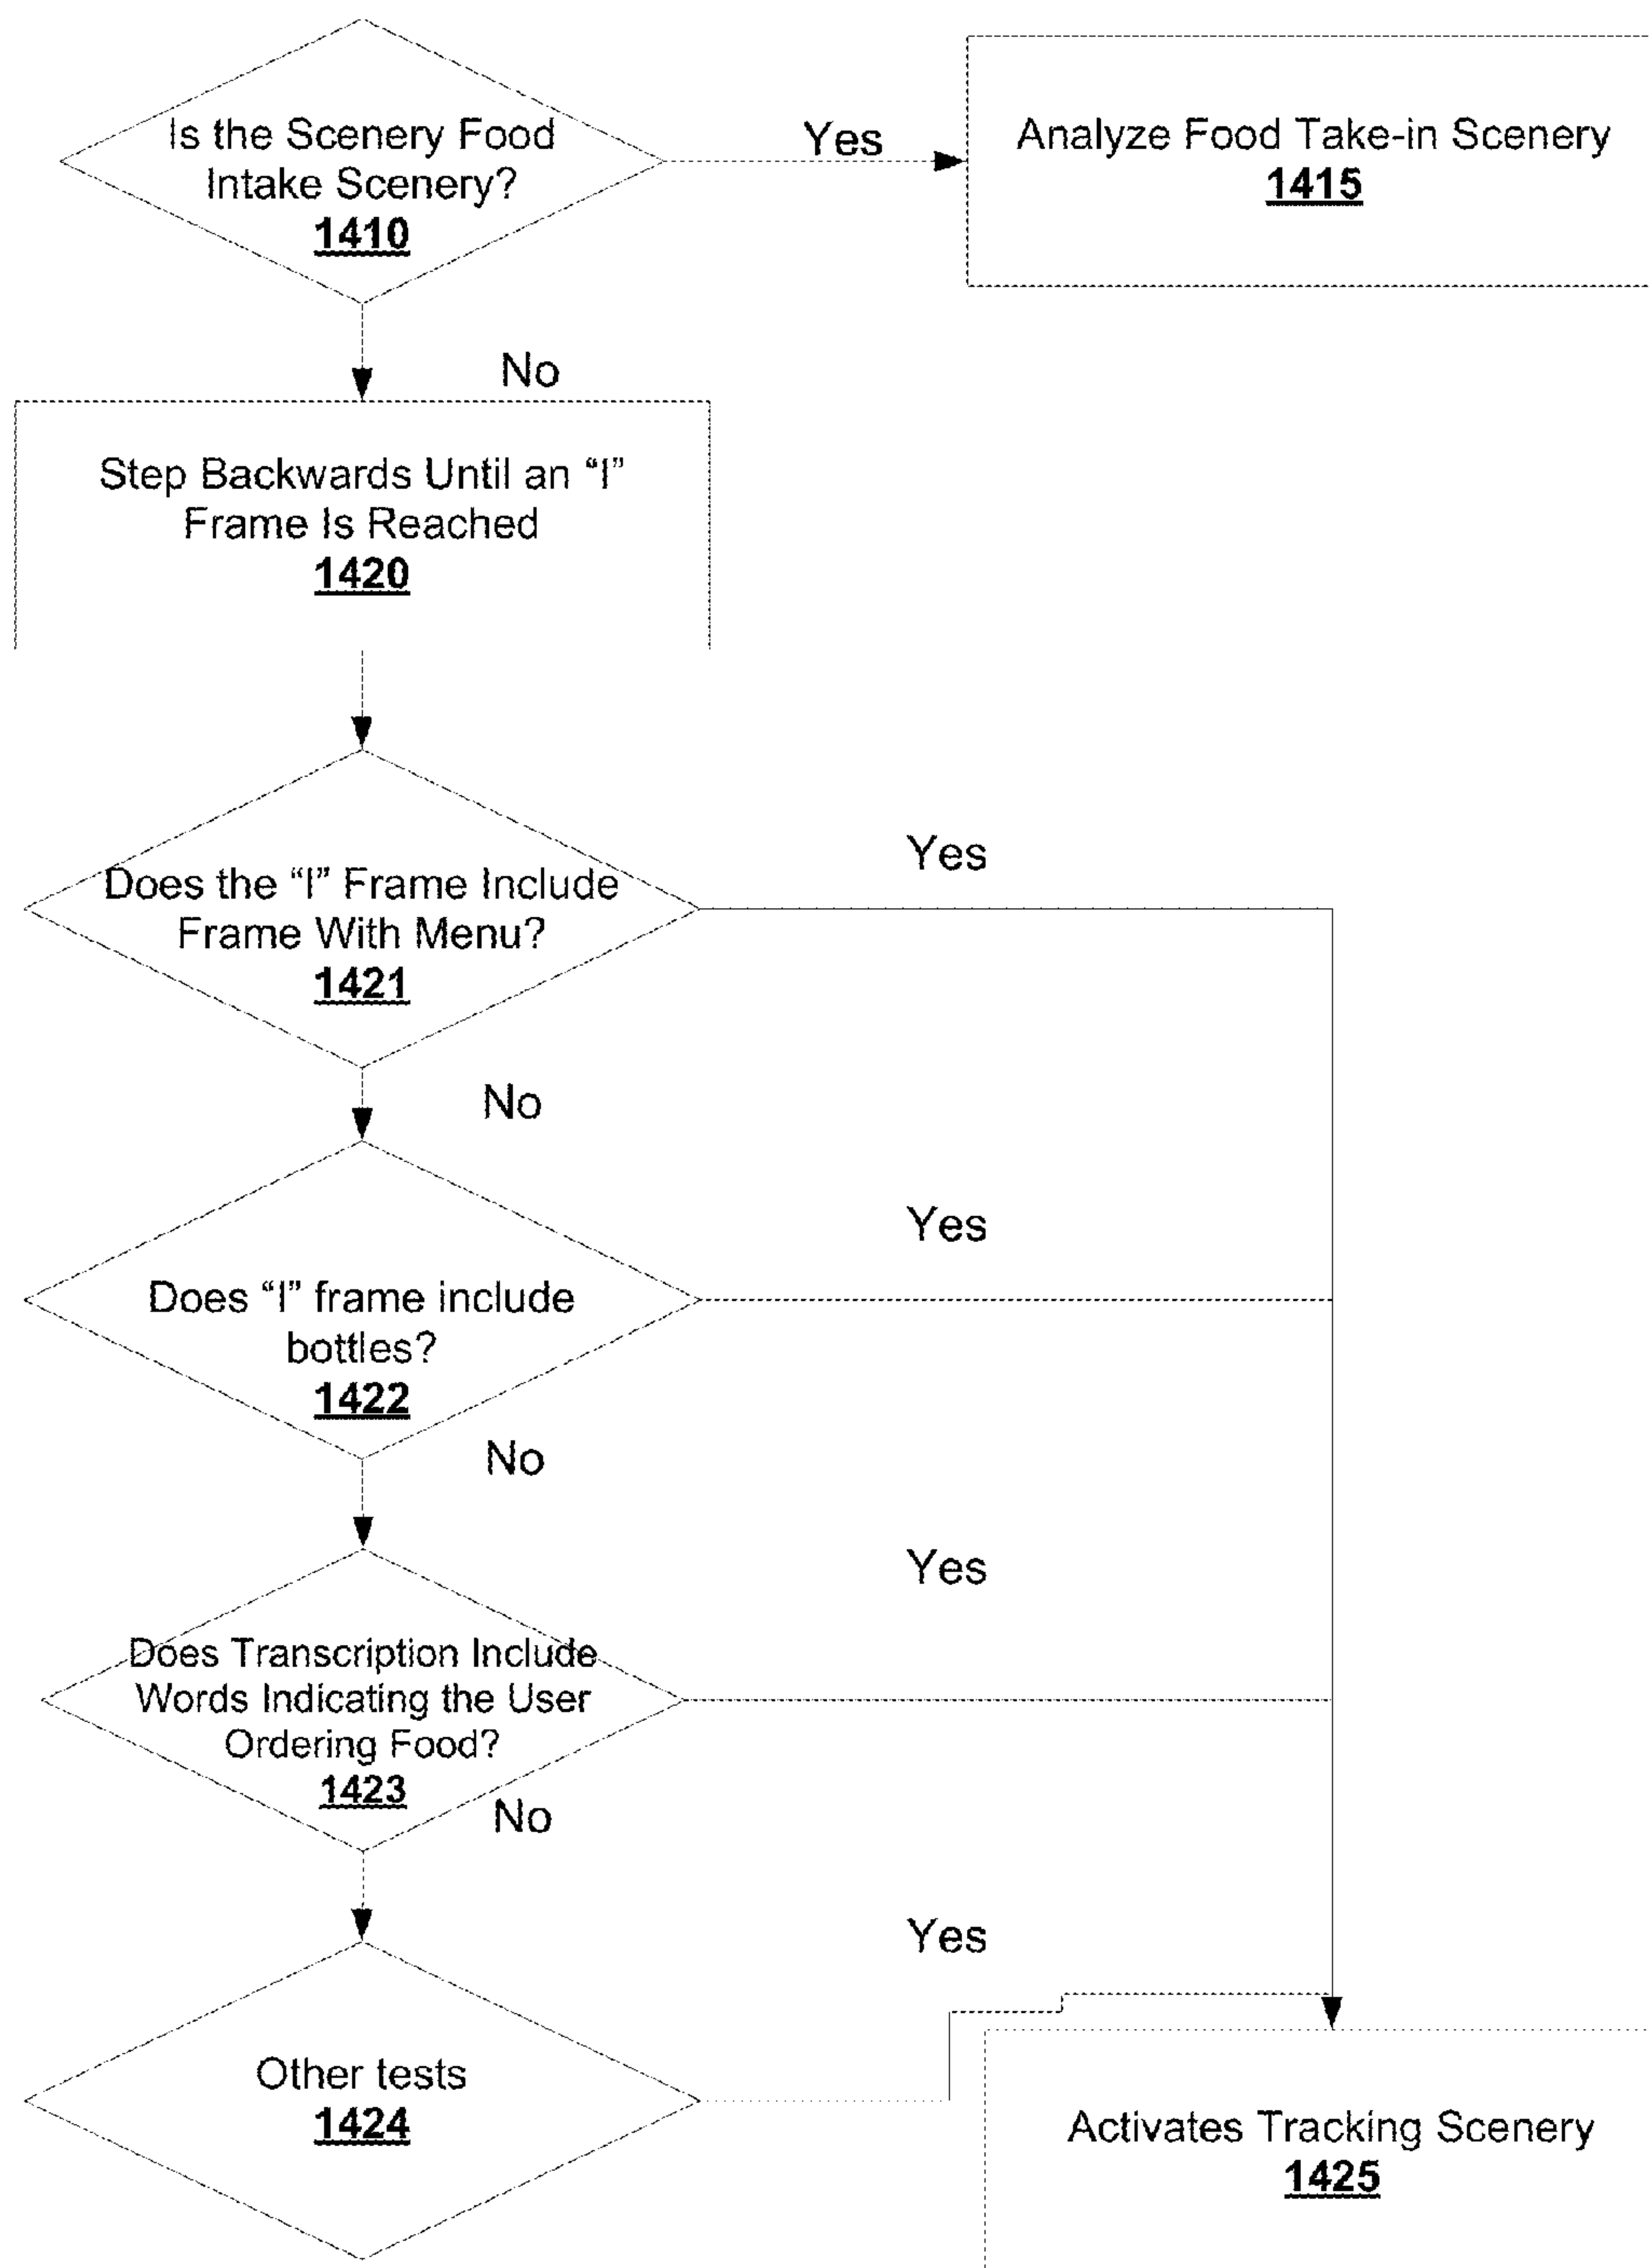 Is the Scenery Food
Intake Scenery?
1410
Yes
Analyze Food Take-in Scenery
1415
No
Step Backwards Until an “I”
Frame Is Reached
1420
Does the “I” Frame Include
Frame With Menu?
1421
Yes
No
Does “I” frame include
bottles?
1422
Yes
No
Does Transcription Include
Words Indicating the User
Ordering Food?
1423
Yes
No
Other tests
1424
Yes
Activates Tracking Scenery
1425